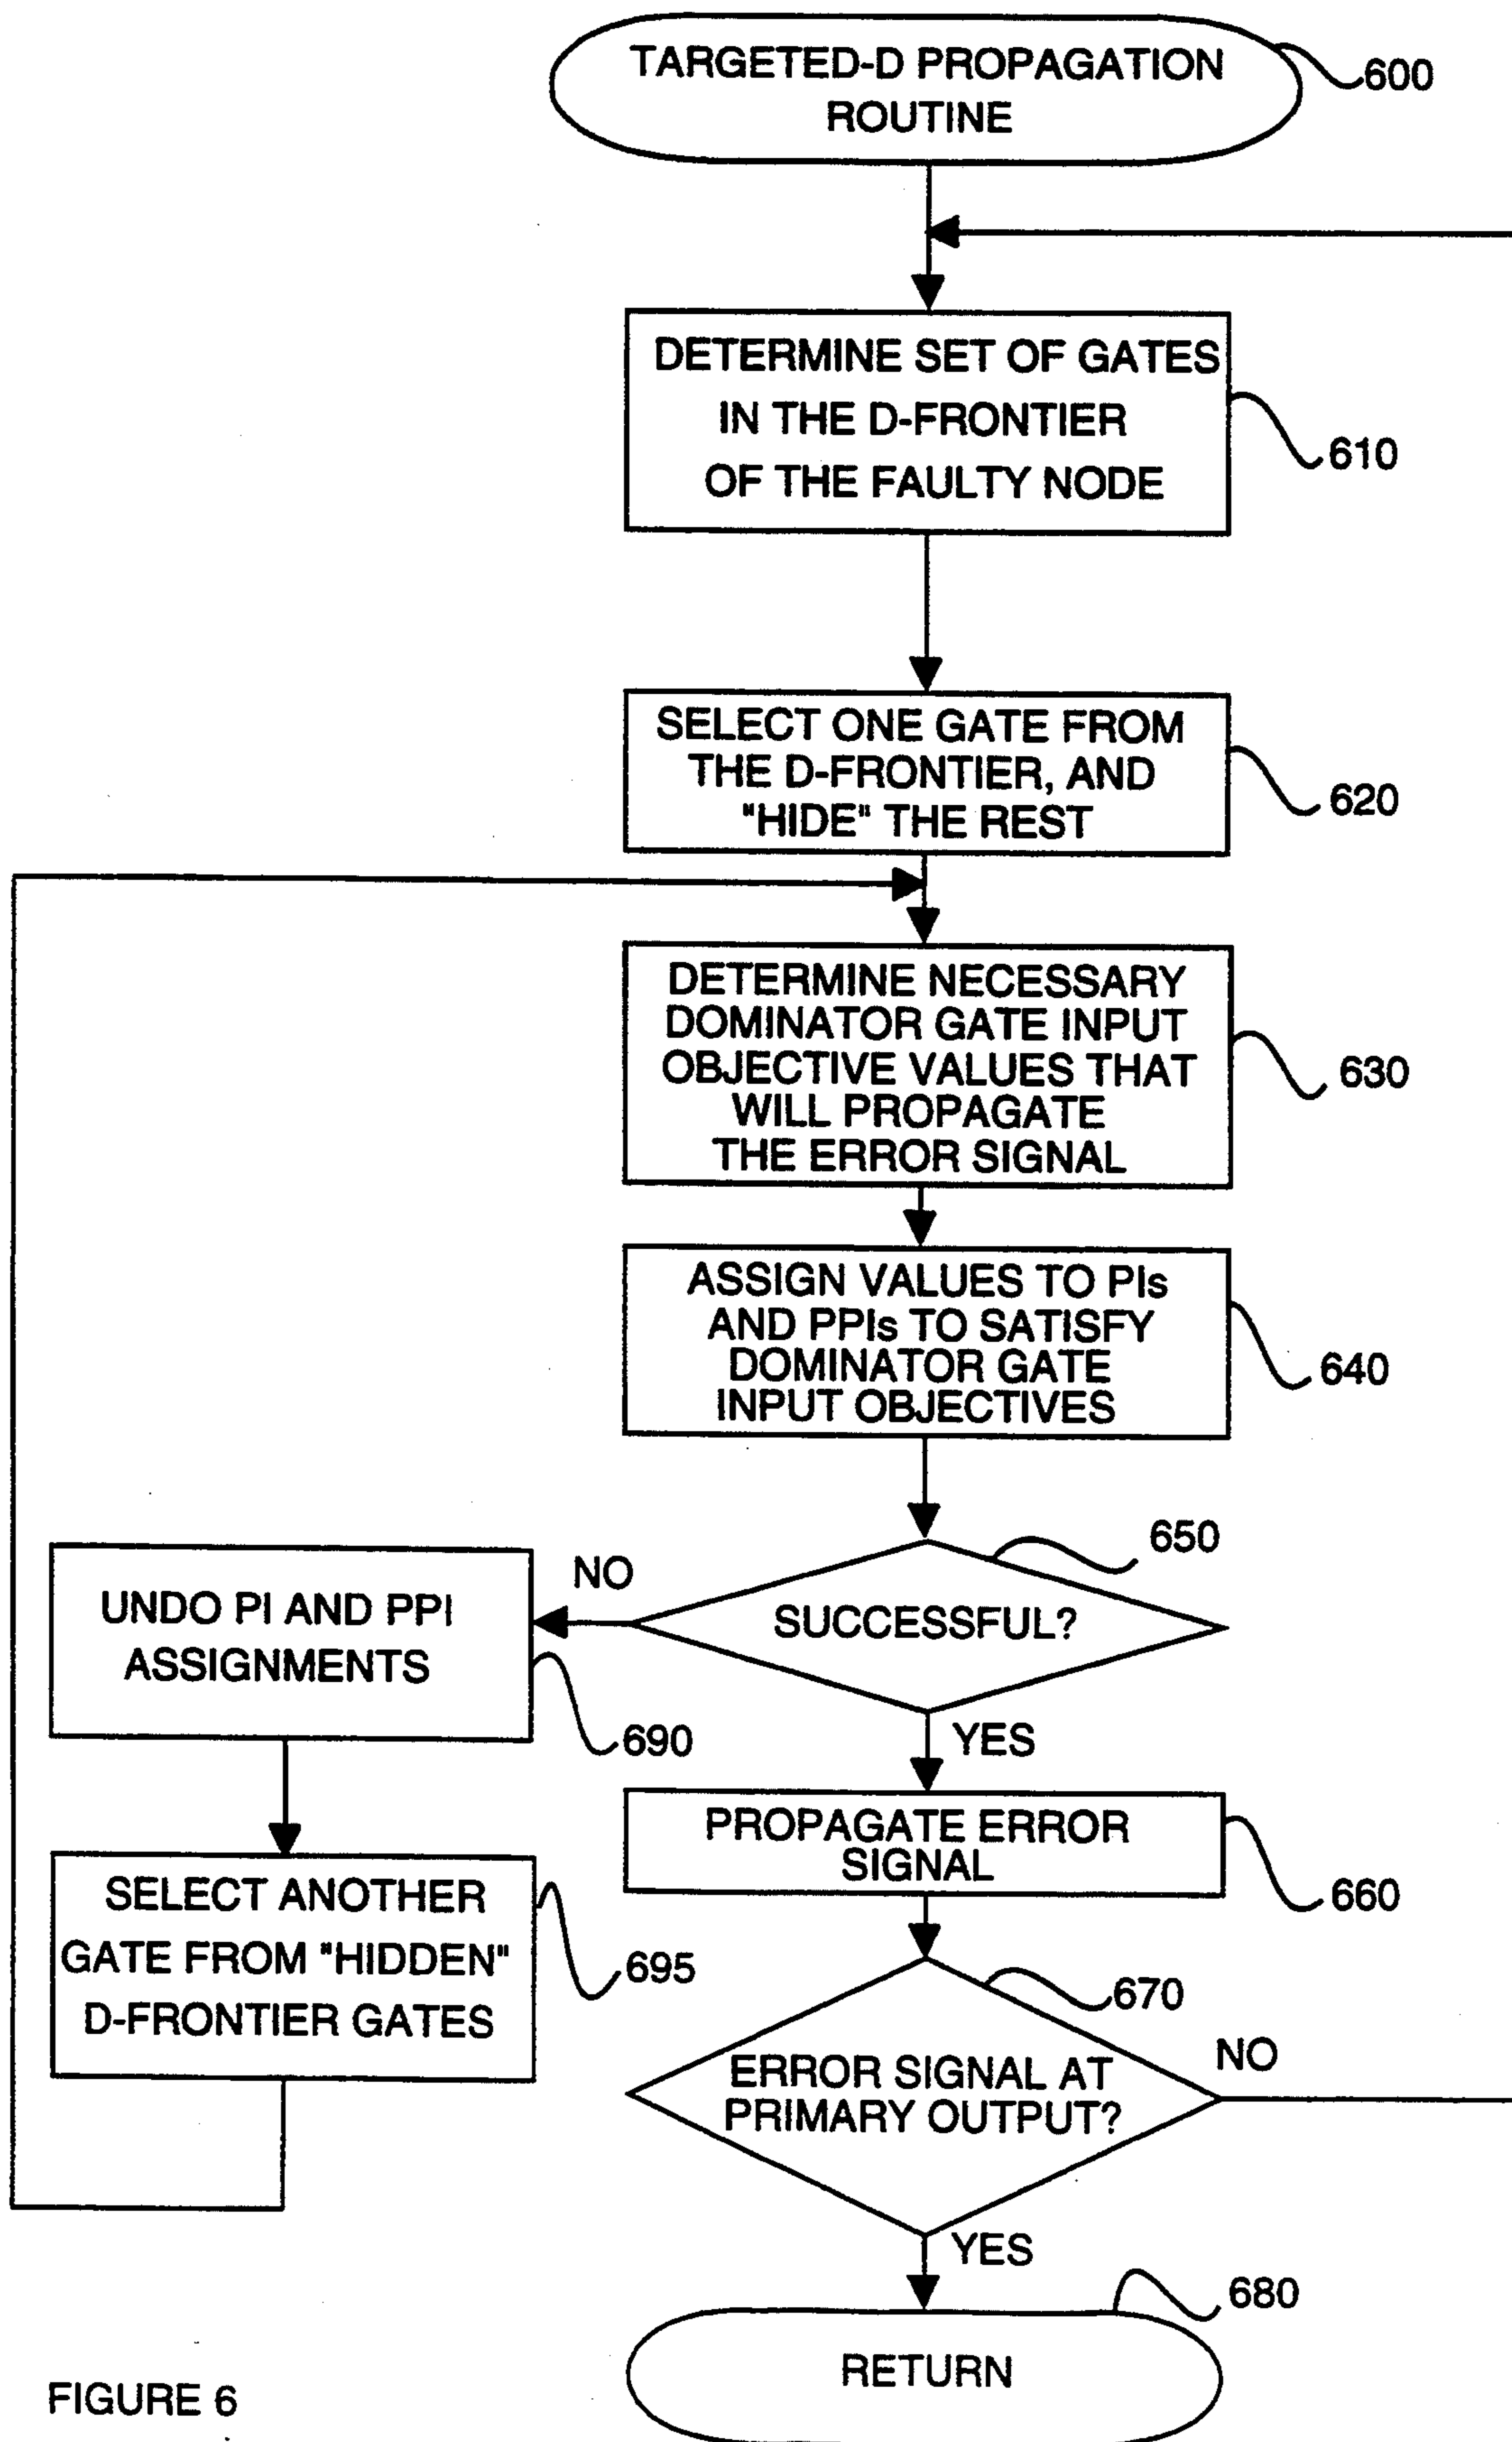 TARGETED-D PROPAGATION
ROUTINE
600
DETERMINE SET OF GATES
IN THE D-FRONTIER
OF THE FAULTY NODE
610
SELECT ONE GATE FROM
THE D-FRONTIER, AND
"HIDE" THE REST
620
DETERMINE NECESSARY
DOMINATOR GATE INPUT
OBJECTIVE VALUES THAT
WILL PROPAGATE
THE ERROR SIGNAL
630
ASSIGN VALUES TO PIs
AND PPIs TO SATISFY
DOMINATOR GATE
INPUT OBJECTIVES
640
650
SUCCESSFUL?
NO
UNDO PI AND PPI
ASSIGNMENTS
690
YES
PROPAGATE ERROR
SIGNAL
660
SELECT ANOTHER
GATE FROM "HIDDEN"
D-FRONTIER GATES
695
670
ERROR SIGNAL AT
PRIMARY OUTPUT?
NO
YES
680
RETURN
FIGURE 6